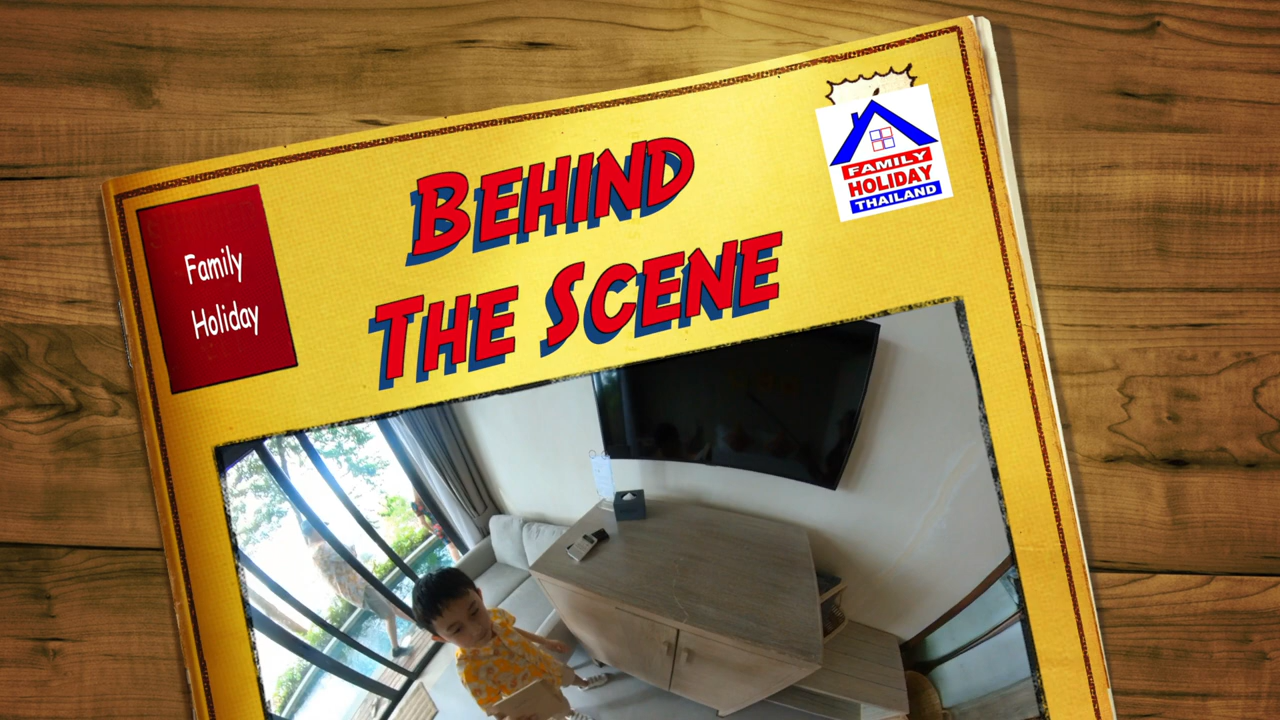 BEHIND
THE SCENE
Family
Holiday
FAMILY
HOLIDAY
THAILAND